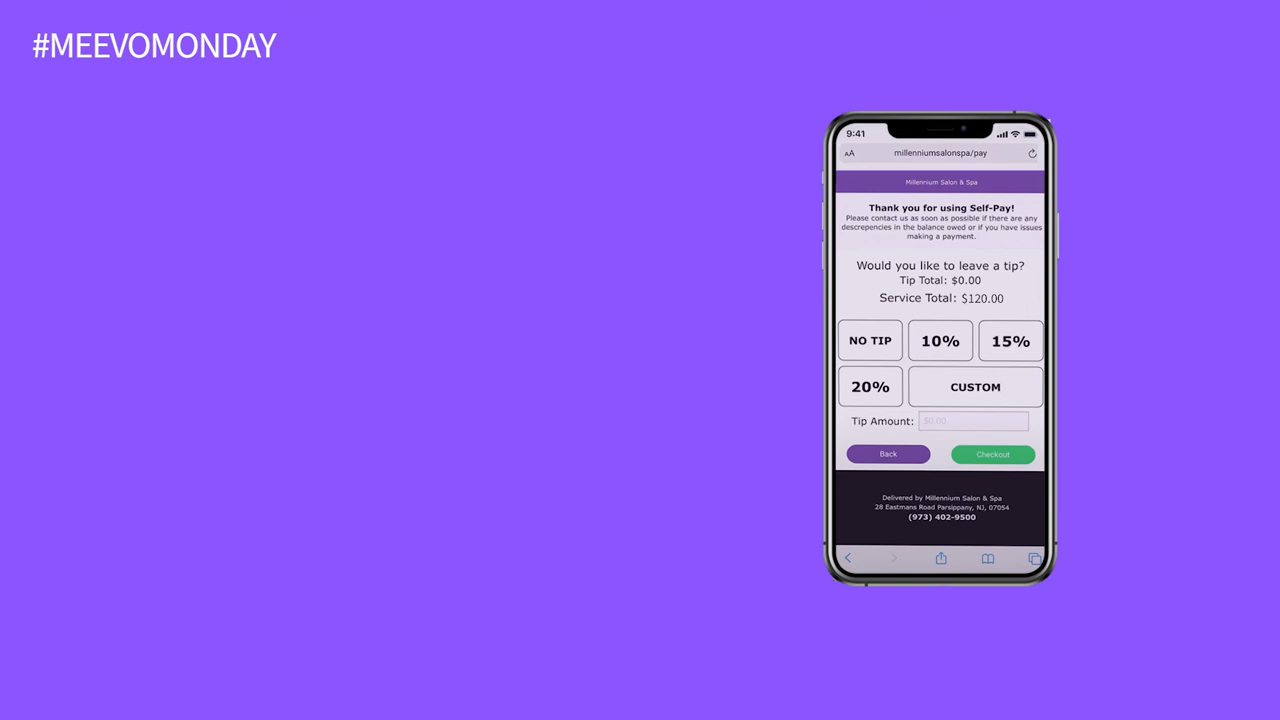 #MEEVOMONDAY
9:41
AA millenniumsalonspa/pay
Millennium Salon & Spa
Thank you for using Self-Pay!
Please contact us as soon as possible if there are any
descrepencies in the balance owed or if you have issues
making a payment.
Would you like to leave a tip?
Tip Total: $0.00
Service Total: $120.00
NO TIP 10% 15%
20% CUSTOM
Tip Amount: $0.00
Back Checkout
Delivered by Millennium Salon & Spa
28 Eastmans Road Parsippany, NJ, 07054
(973) 402-9500